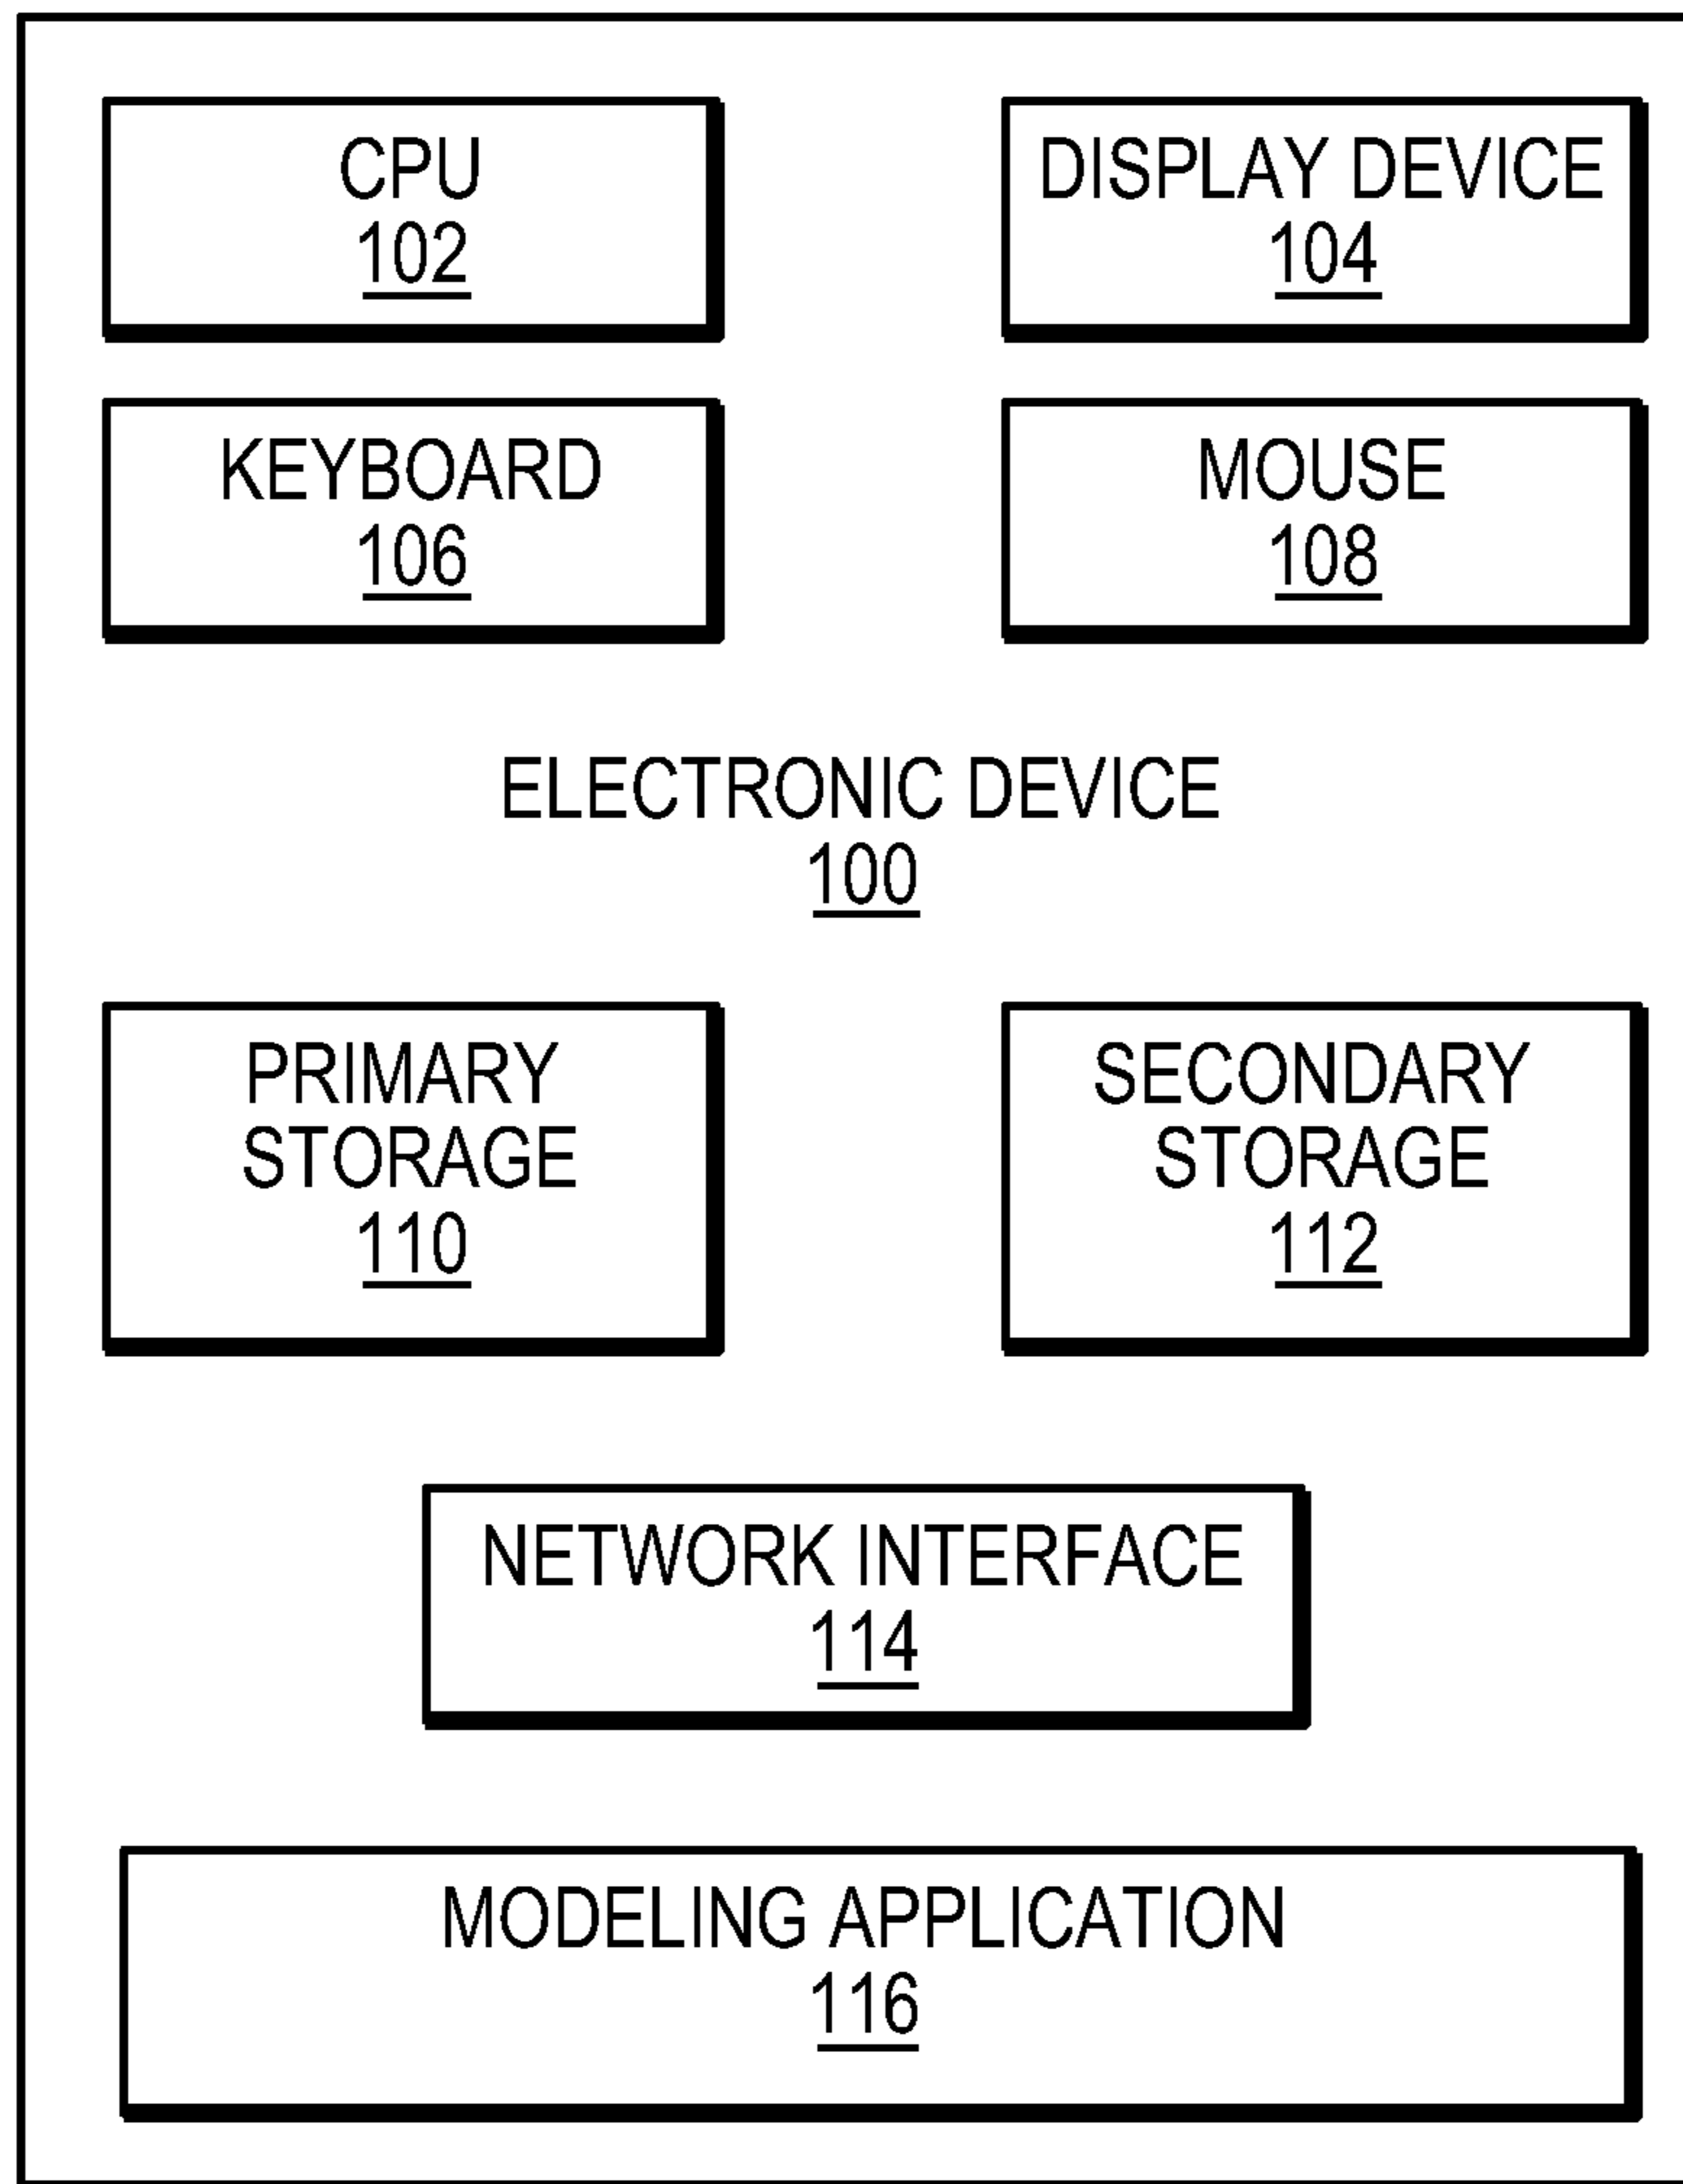 CPU
102
DISPLAY DEVICE
104
KEYBOARD
106
MOUSE
108
ELECTRONIC DEVICE
100
PRIMARY
STORAGE
110
SECONDARY
STORAGE
112
NETWORK INTERFACE
114
MODELING APPLICATION
116